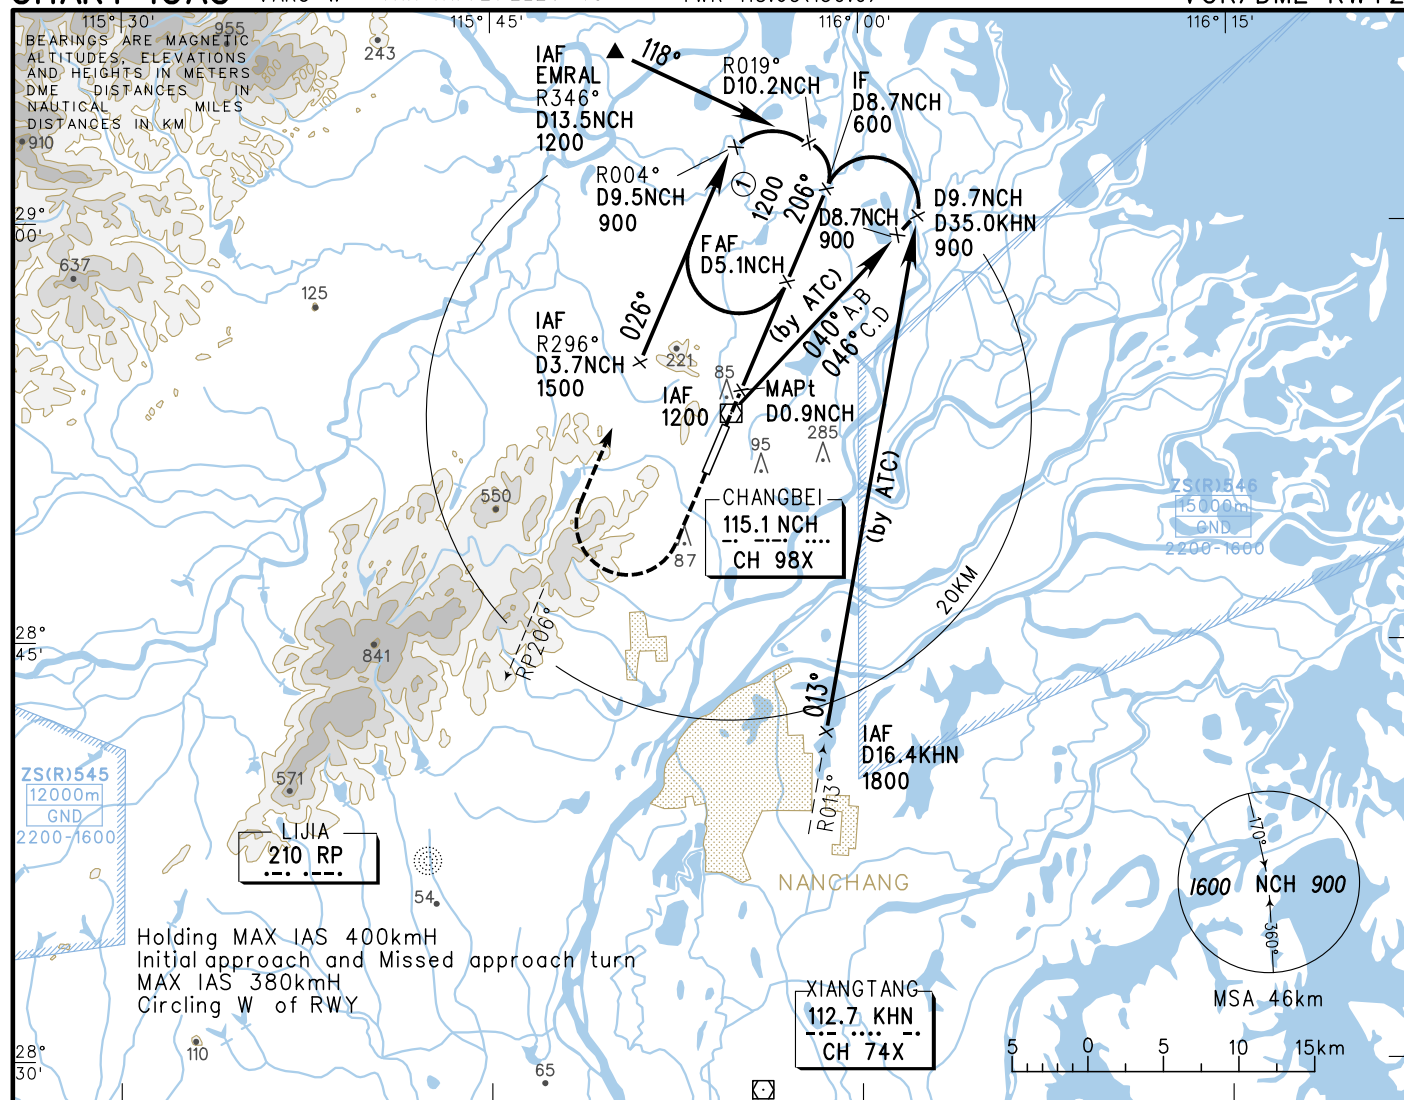 115°30'
115°45'
116°00'
116°15'
BEARINGS ARE MAGNETIC
ALTITUDES, ELEVATIONS
AND HEIGHTS IN METERS
DME DISTANCES IN
NAUTICAL MILES
DISTANCES IN KM
955
243
800
910
IAF
EMRAL
R346°
D13.5NCH
1200
118°
R019°
D10.2NCH
IF
D8.7NCH
600
R004°
D9.5NCH
900
1
1200
206°
D8.7NCH
900
D9.7NCH
D35.0KHN
900
29°
00'
637
125
FAF
D5.1NCH
(by ATC)
040° A.B
046° C.D
026°
IAF
R296°
D3.7NCH
1500
221
85
IAF
1200
MAPt
D0.9NCH
95
285
550
CHANGBEI
115.1 NCH
CH 98X
87
(by ATC)
ZS(R)546
15000m
GND
2200-1600
20KM
28°
45'
841
RP206°
013°
IAF
D16.4KHN
1800
R013°
571
ZS(R)545
12000m
GND
2200-1600
LIJIA
210 RP
54
NANCHANG
170°
1600 NCH 900
360°
MSA 46km
Holding MAX IAS 400kmH
Initial approach and Missed approach turn
MAX IAS 380kmH
Circling W of RWY
XIANGTANG
112.7 KHN
CH 74X
110
65
28°
30'
5 0 5 10 15km